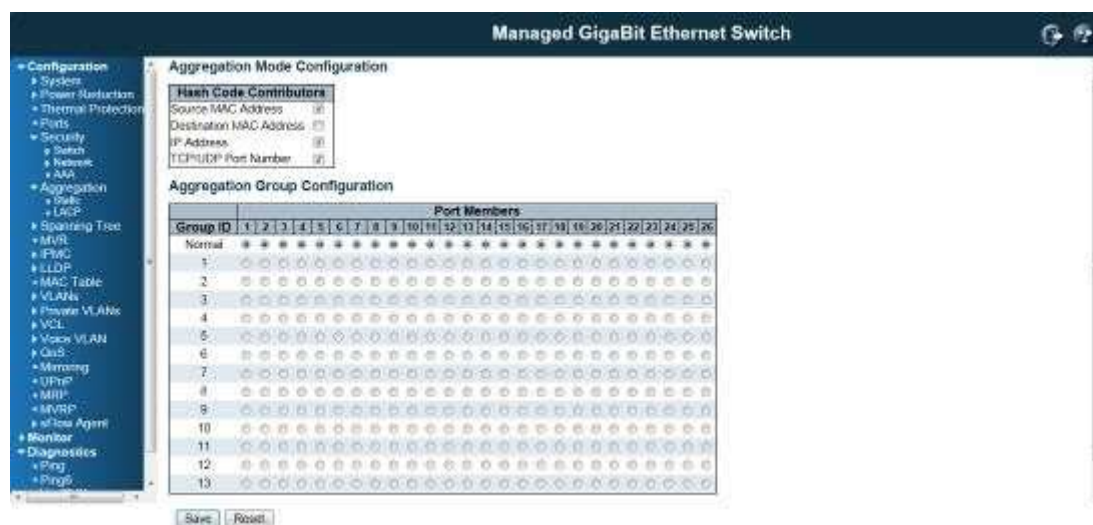 Managed GigaBit Ethernet Switch
Configuration
System
Power Reduction
Thermal Protection
Ports
Security
Switch
Network
AAA
Aggregation
Static
LACP
Spanning Tree
MVR
IPMC
LLDP
MAC Table
VLANs
Private VLANs
VCL
Voice VLAN
QoS
Mirroring
UPnP
MRP
MVRP
sFlow Agent
Monitor
Diagnostics
Ping
Ping6
Aggregation Mode Configuration
Hash Code Contributors
Source MAC Address
Destination MAC Address
IP Address
TCP/UDP Port Number
Aggregation Group Configuration
Port Members
Group ID 1 2 3 4 5 6 7 8 9 10 11 12 13 14 15 16 17 18 19 20 21 22 23 24 25 26
Normal
1
2
3
4
5
6
7
8
9
10
11
12
13
Save Reset